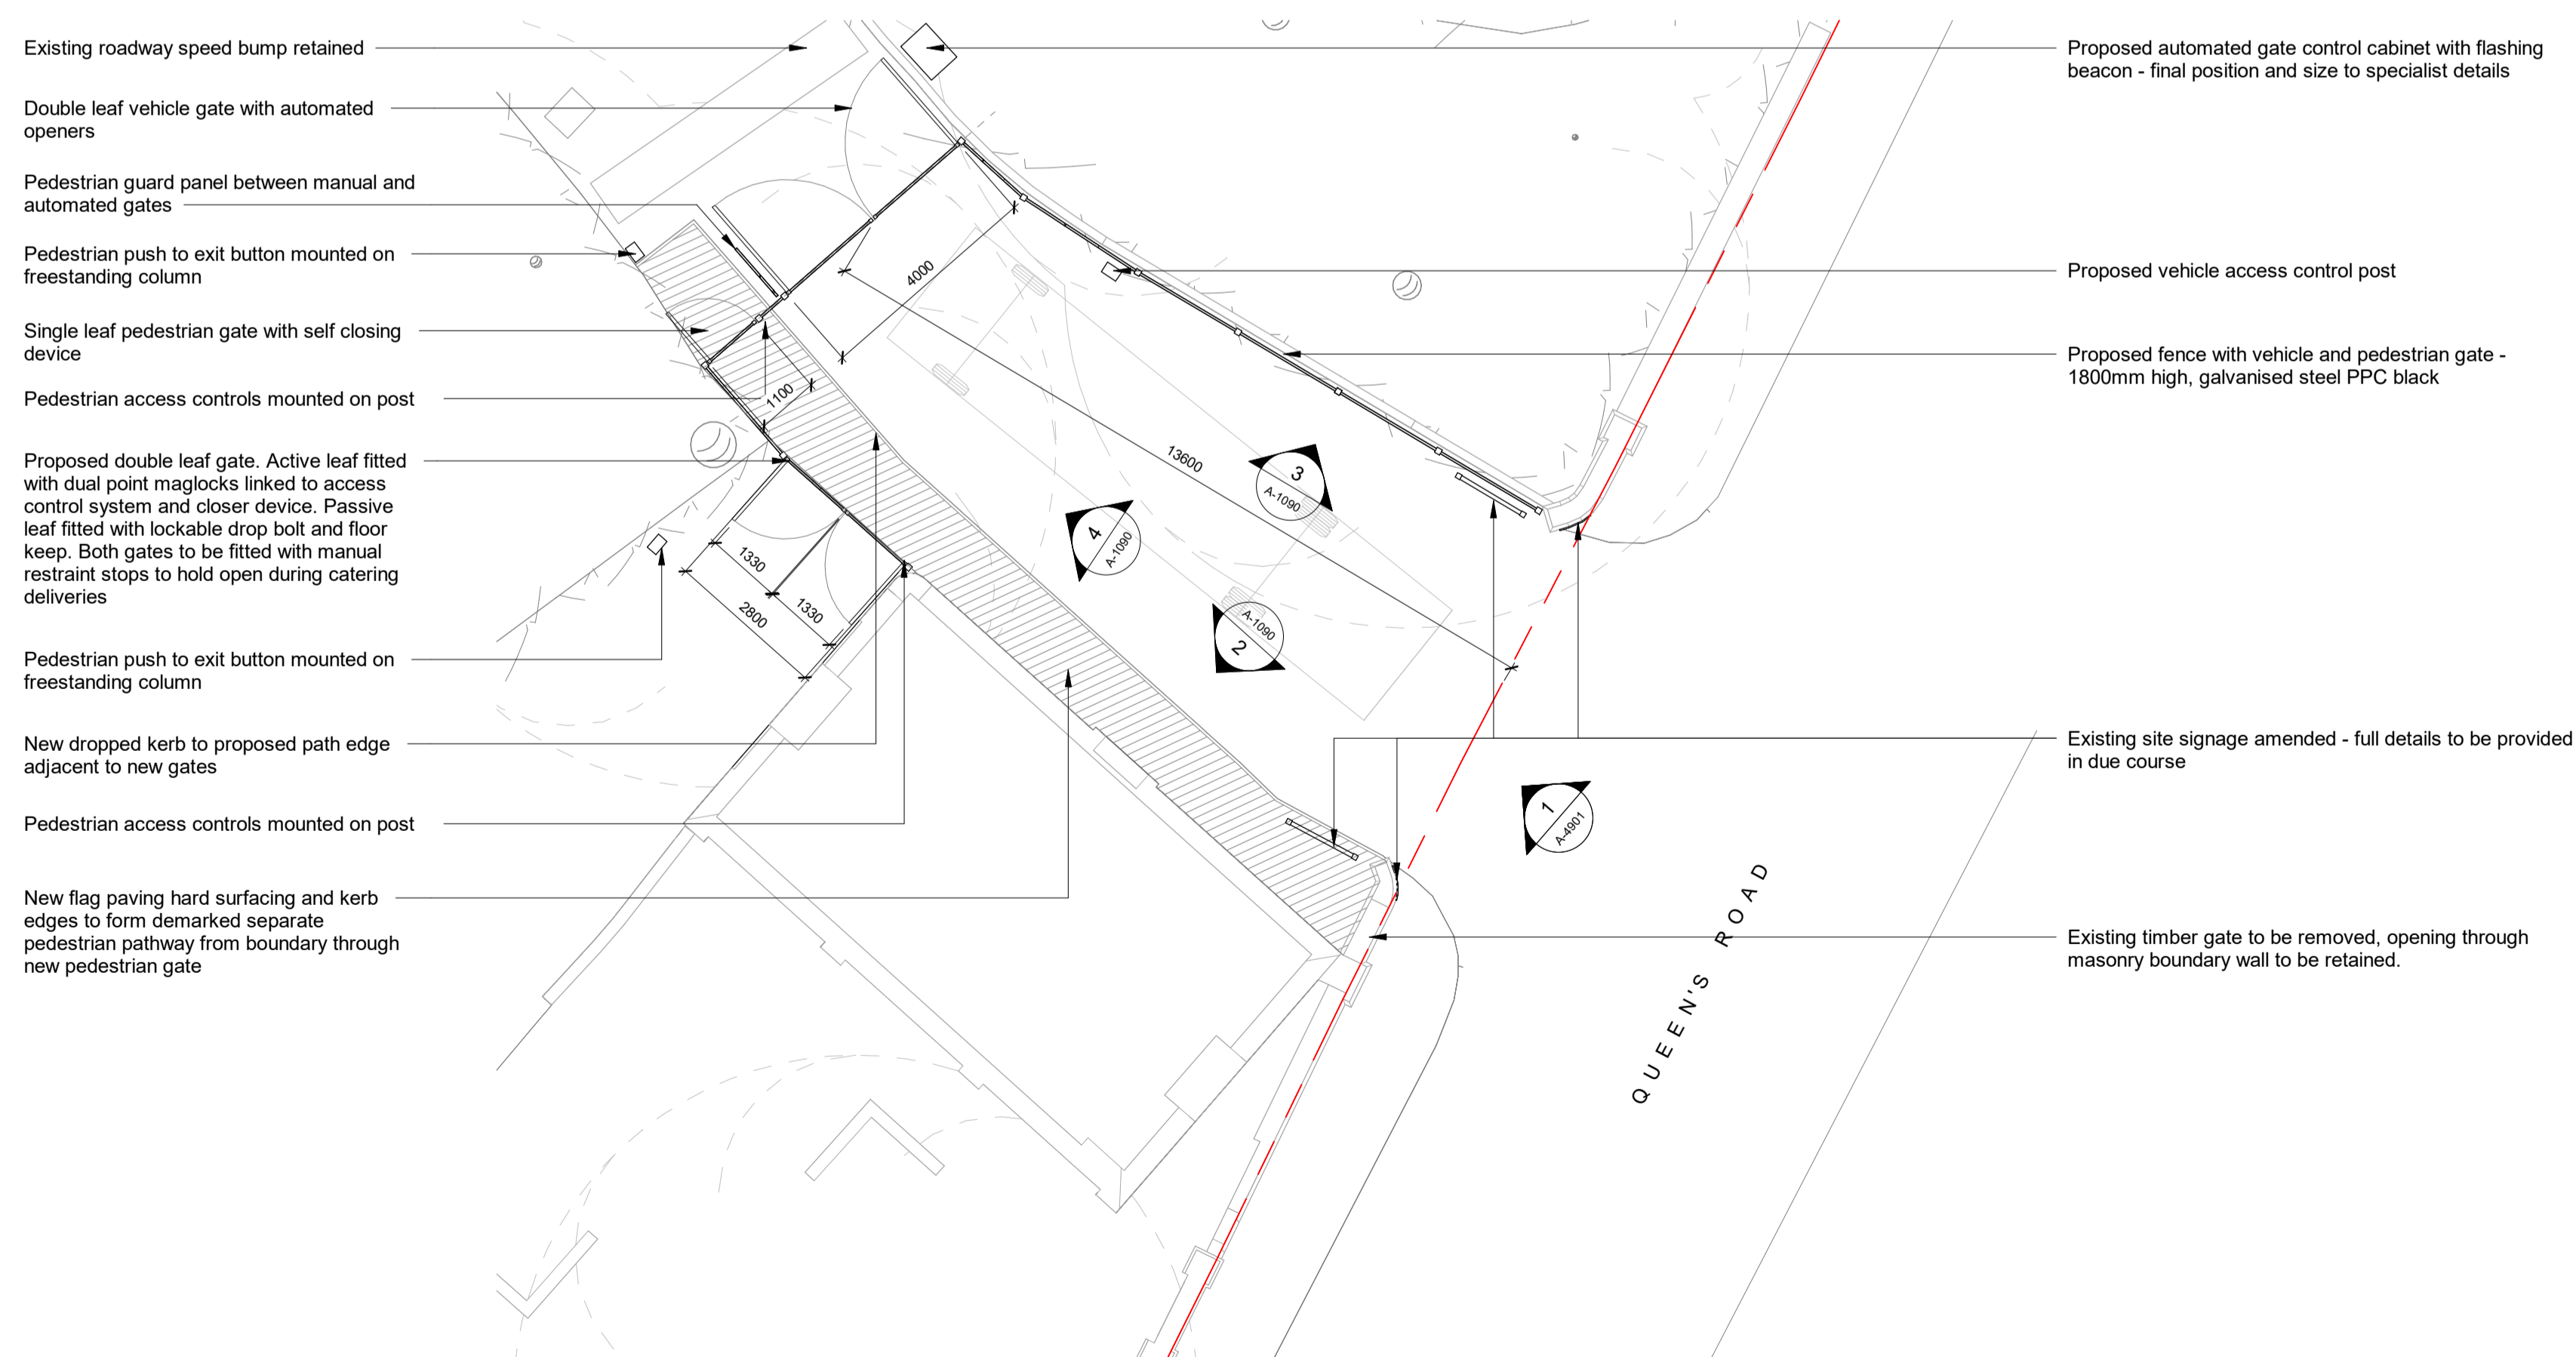 Existing roadway speed bump retained
Double leaf vehicle gate with automated
openers
Pedestrian guard panel between manual and
automated gates
Pedestrian push to exit button mounted on
freestanding column
Single leaf pedestrian gate with self closing
device
Pedestrian access controls mounted on post
Proposed double leaf gate. Active leaf fitted
with dual point maglocks linked to access
control system and closer device. Passive
leaf fitted with lockable drop bolt and floor
keep. Both gates to be fitted with manual
restraint stops to hold open during catering
deliveries
Pedestrian push to exit button mounted on
freestanding column
New dropped kerb to proposed path edge
adjacent to new gates
Pedestrian access controls mounted on post
New flag paving hard surfacing and kerb
edges to form demarked separate
pedestrian pathway from boundary through
new pedestrian gate
4000
1100
13600
1330
1330
2800
3
A-1090
4
A-1090
A-1090
2
1
A-4901
QUEEN'S ROAD
Proposed automated gate control cabinet with flashing
beacon - final position and size to specialist details
Proposed vehicle access control post
Proposed fence with vehicle and pedestrian gate -
1800mm high, galvanised steel PPC black
Existing site signage amended - full details to be provided
in due course
Existing timber gate to be removed, opening through
masonry boundary wall to be retained.